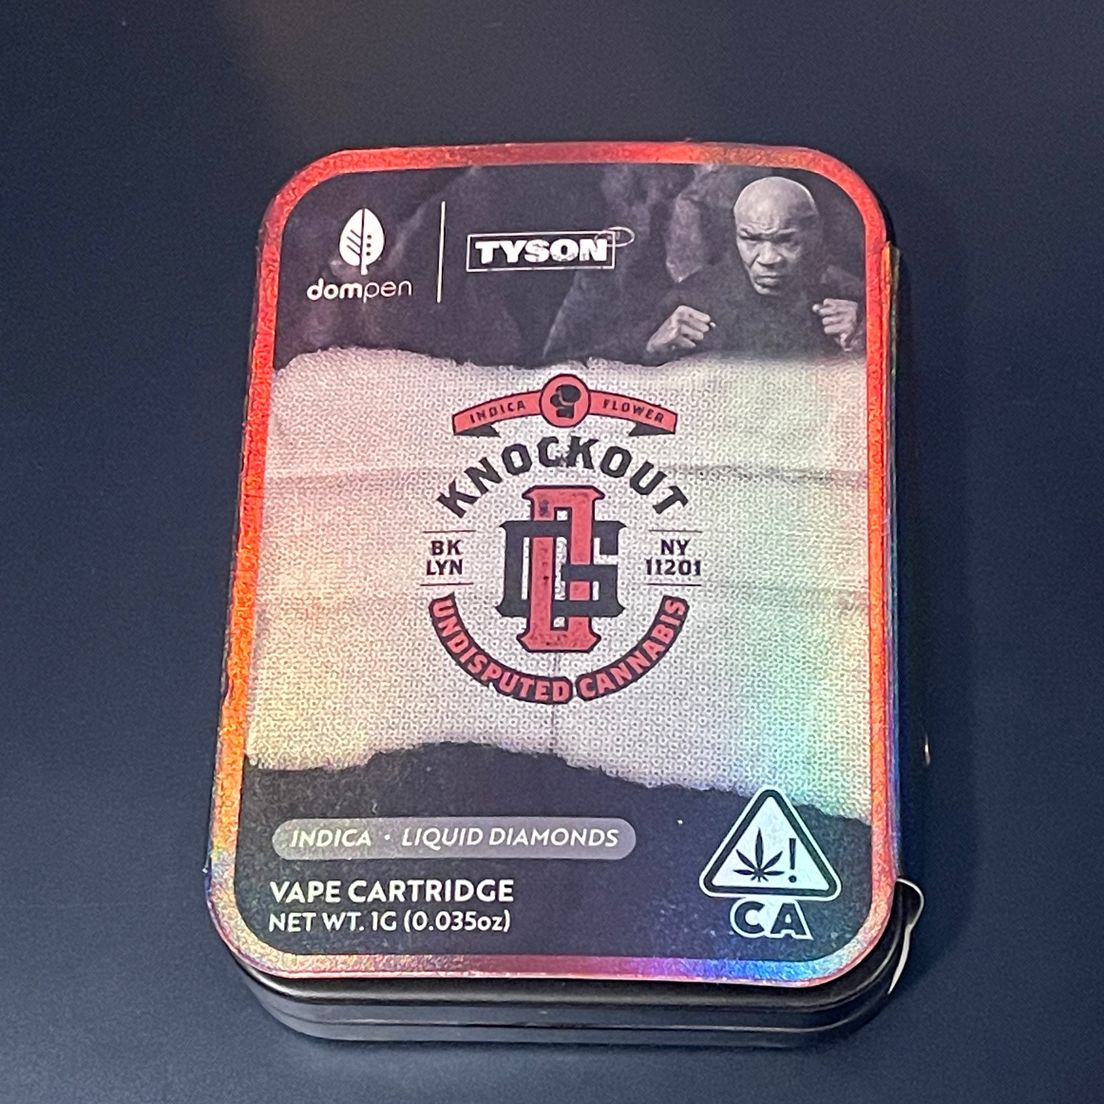 dompen
TYSON
INDICA FLOWER
KNOCKOUT
OG
BK
LYN
NY
11201
UNDISPUTED CANNABIS
INDICA · LIQUID DIAMONDS
VAPE CARTRIDGE
NET WT. 1G (0.035oz)
!
CA